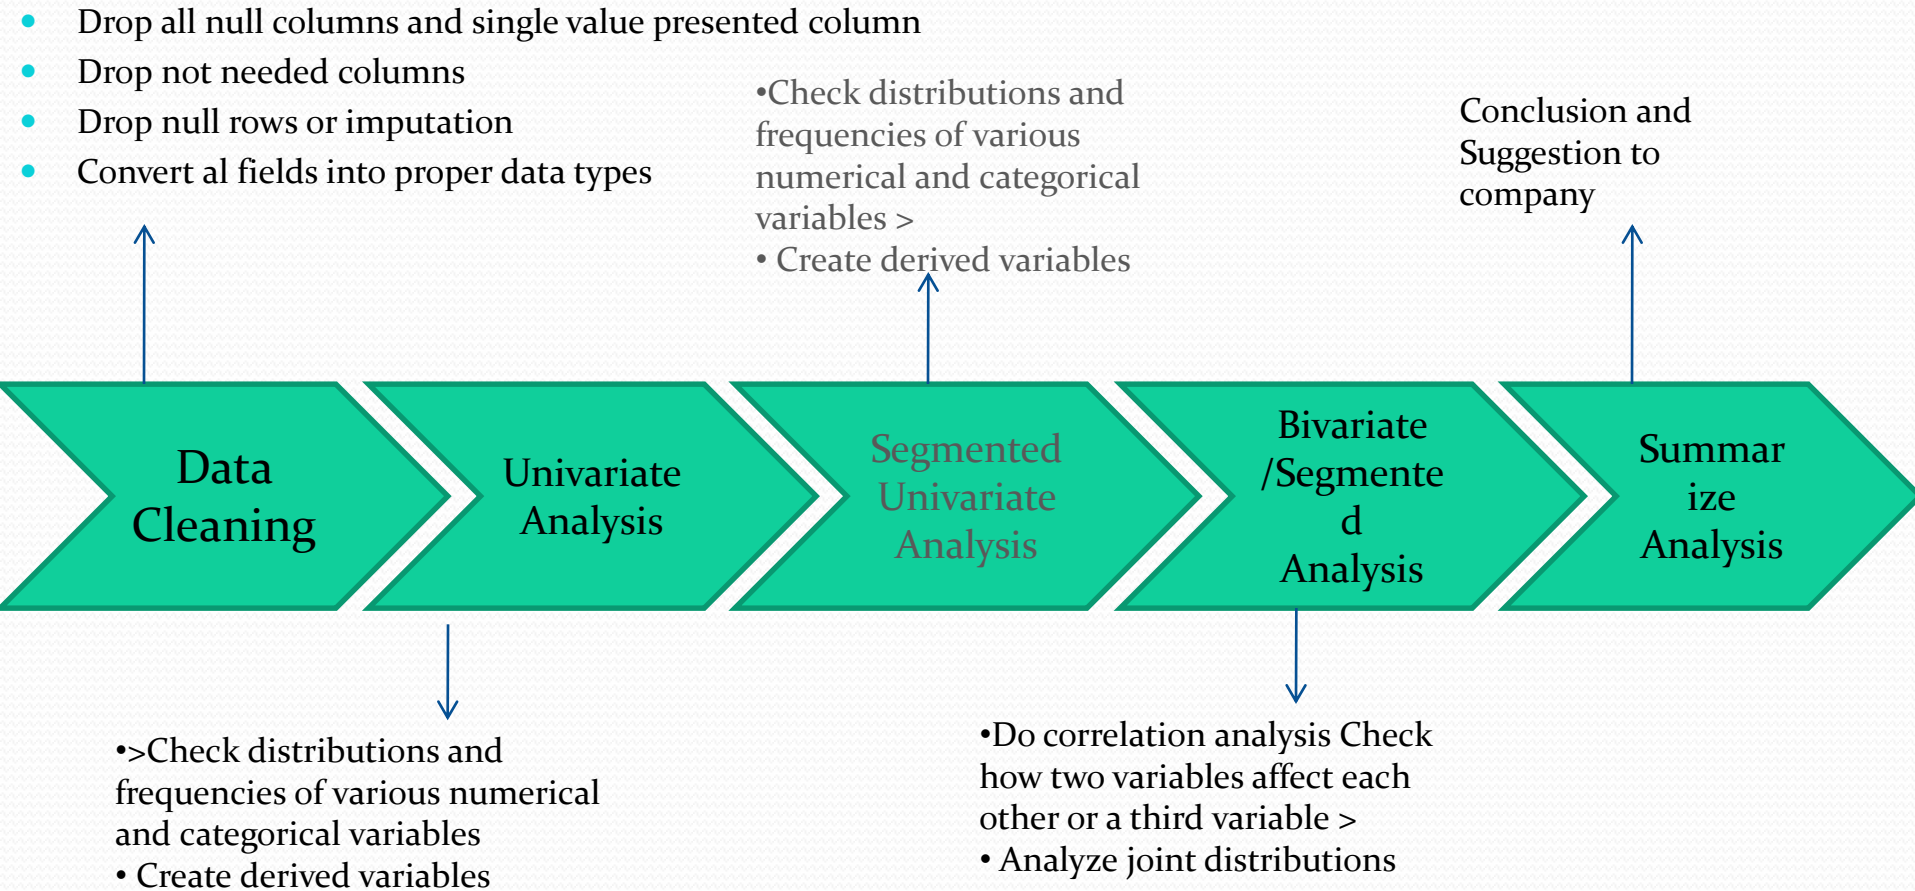 • Drop all null columns and single value presented column
• Drop not needed columns
• Drop null rows or imputation
• Convert al fields into proper data types
•Check distributions and
frequencies of various
numerical and categorical
variables >
• Create derived variables
Conclusion and
Suggestion to
company
Data
Cleaning
Univariate
Analysis
Segmented
Univariate
Analysis
Bivariate
/Segmente
d
Analysis
Summar
ize
Analysis
•>Check distributions and
frequencies of various numerical
and categorical variables
• Create derived variables
•Do correlation analysis Check
how two variables affect each
other or a third variable >
• Analyze joint distributions